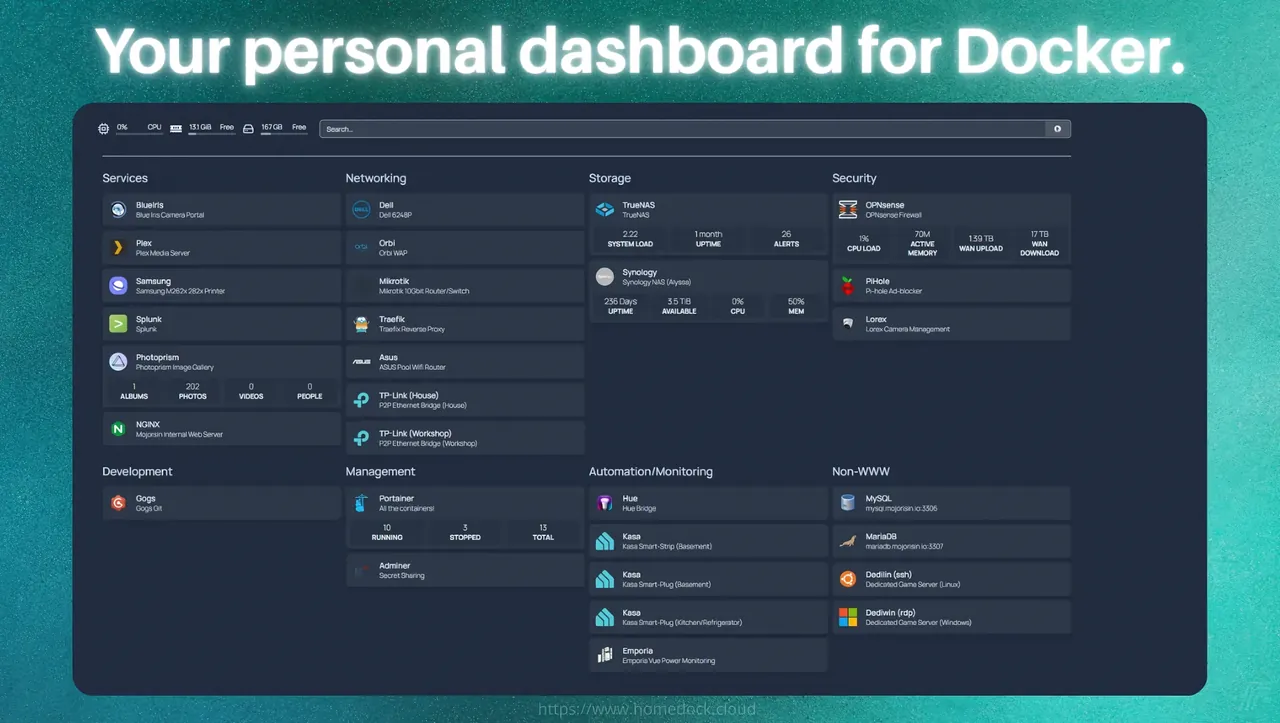 Your personal dashboard for Docker.
0% CPU 13.1 GiB Free 167 GB Free Search...
Services
BlueIris
Blue Iris Camera Portal
Plex
Plex Media Server
Samsung
Samsung M262x 282x Printer
Splunk
Splunk
Photoprism
Photoprism Image Gallery
1 202 0 0
ALBUMS PHOTOS VIDEOS PEOPLE
NGINX
Mojorsin Internal Web Server
Networking
Dell
Dell 6248P
Orbi
Orbi WAP
Mikrotik
Mikrotik 10Gbit Router/Switch
Traefik
Traefix Reverse Proxy
ASUS
Asus
ASUS Pool Wifi Router
TP-Link (House)
P2P Ethernet Bridge (House)
TP-Link (Workshop)
P2P Ethernet Bridge (Workshop)
Storage
TrueNAS
TrueNAS
2.22 1 month 26
SYSTEM LOAD UPTIME ALERTS
Synology
Synology NAS (Alyssa)
236 Days 3.5 TiB 0% 50%
UPTIME AVAILABLE CPU MEM
Security
OPNsense
OPNsense Firewall
1% 70M 1.39 TB 17 TB
CPU LOAD ACTIVE MEMORY WAN UPLOAD WAN DOWNLOAD
PiHole
Pi-hole Ad-blocker
Lorex
Lorex Camera Management
Development
Gogs
Gogs Git
Management
Portainer
All the containers!
10 3 13
RUNNING STOPPED TOTAL
Adminer
Secret Sharing
Automation/Monitoring
Hue
Hue Bridge
Kasa
Kasa Smart-Strip (Basement)
Kasa
Kasa Smart-Plug (Basement)
Kasa
Kasa Smart-Plug (Kitchen/Refrigerator)
Emporia
Emporia Vue Power Monitoring
Non-WWW
MySQL
mysql.mojorisin.io:3306
MariaDB
mariadb.mojorisin.io:3307
Dedilin (ssh)
Dedicated Game Server (Linux)
Dediwin (rdp)
Dedicated Game Server (Windows)
https://www.homedock.cloud